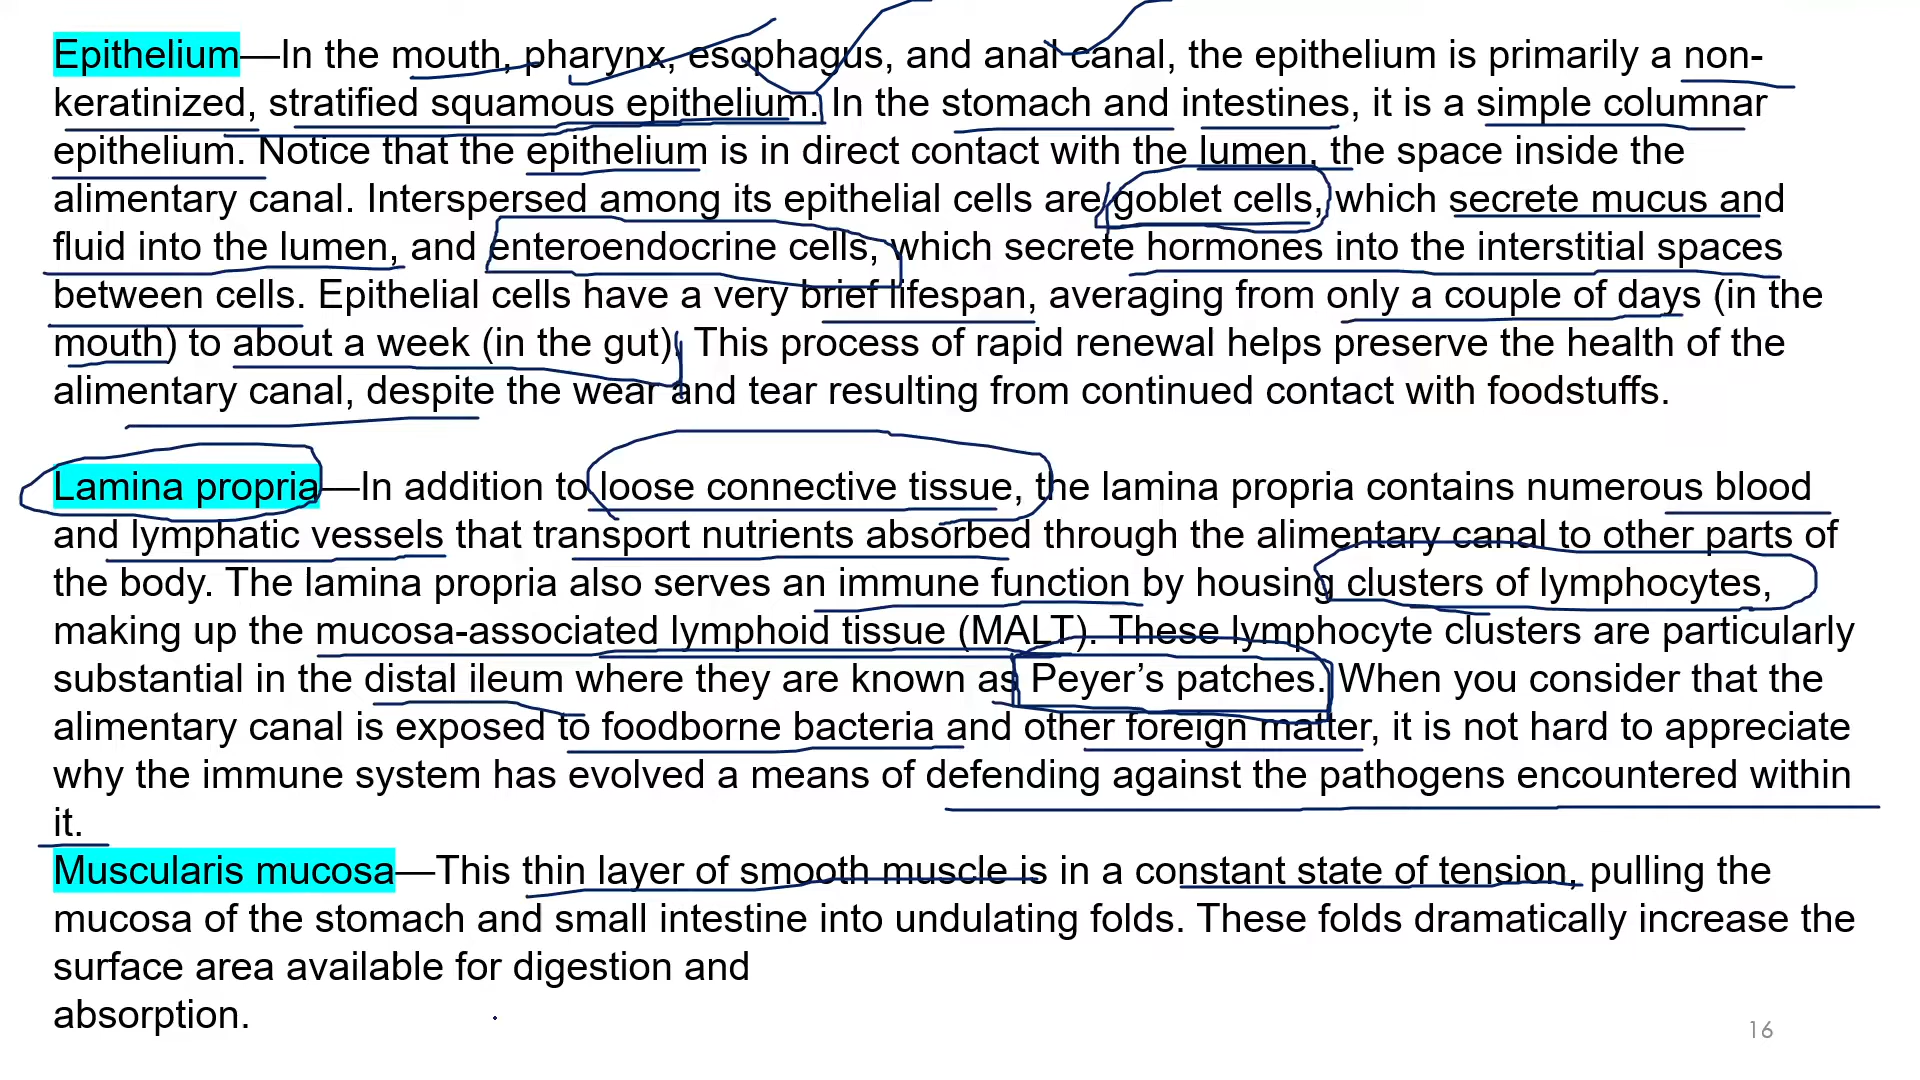 Epithelium—In the mouth, pharynx, esophagus, and anal canal, the epithelium is primarily a non-
keratinized, stratified squamous epithelium. In the stomach and intestines, it is a simple columnar
epithelium. Notice that the epithelium is in direct contact with the lumen, the space inside the
alimentary canal. Interspersed among its epithelial cells are goblet cells, which secrete mucus and
fluid into the lumen, and enteroendocrine cells, which secrete hormones into the interstitial spaces
between cells. Epithelial cells have a very brief lifespan, averaging from only a couple of days (in the
mouth) to about a week (in the gut). This process of rapid renewal helps preserve the health of the
alimentary canal, despite the wear and tear resulting from continued contact with foodstuffs.
Lamina propria—In addition to loose connective tissue, the lamina propria contains numerous blood
and lymphatic vessels that transport nutrients absorbed through the alimentary canal to other parts of
the body. The lamina propria also serves an immune function by housing clusters of lymphocytes,
making up the mucosa-associated lymphoid tissue (MALT). These lymphocyte clusters are particularly
substantial in the distal ileum where they are known as Peyer’s patches. When you consider that the
alimentary canal is exposed to foodborne bacteria and other foreign matter, it is not hard to appreciate
why the immune system has evolved a means of defending against the pathogens encountered within
it.
Muscularis mucosa—This thin layer of smooth muscle is in a constant state of tension, pulling the
mucosa of the stomach and small intestine into undulating folds. These folds dramatically increase the
surface area available for digestion and
absorption.
16